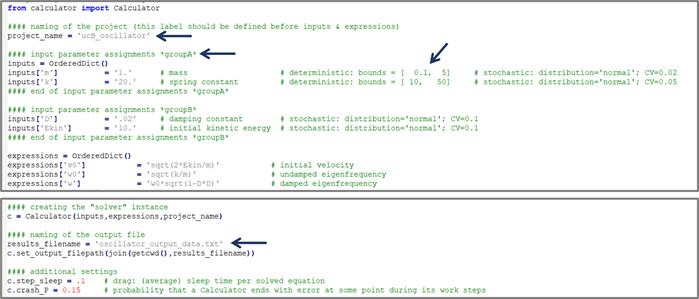 from calculator import Calculator
#### naming of the project (this label should be defined before inputs & expressions)
project_name = 'ucB_oscillator'
#### input parameter assignments *groupA*
inputs = OrderedDict()
inputs['m'] = '1.' # mass # deterministic: bounds = [ 0.1, 5] # stochastic: distribution='normal'; CV=0.02
inputs['k'] = '20.' # spring constant # deterministic: bounds = [ 10, 50] # stochastic: distribution='normal'; CV=0.05
#### end of input parameter assignments *groupA*
#### input parameter assignments *groupB*
inputs['D'] = '.02' # damping constant # stochastic: distribution='normal'; CV=0.1
inputs['Ekin'] = '10.' # initial kinetic energy # stochastic: distribution='normal'; CV=0.1
#### end of input parameter assignments *groupB*
expressions = OrderedDict()
expressions['v0'] = 'sqrt(2*Ekin/m)' # initial velocity
expressions['w0'] = 'sqrt(k/m)' # undamped eigenfrequency
expressions['w'] = 'w0*sqrt(1-D*D)' # damped eigenfrequency
#### creating the "solver" instance
c = Calculator(inputs,expressions,project_name)
#### naming of the output file
results_filename = 'oscillator_output_data.txt'
c.set_output_filepath(join(getcwd(),results_filename))
#### additional settings
c.step_sleep = .1 # drag: (average) sleep time per solved equation
c.crash_P = 0.15 # probability that a Calculator ends with error at some point during its work steps